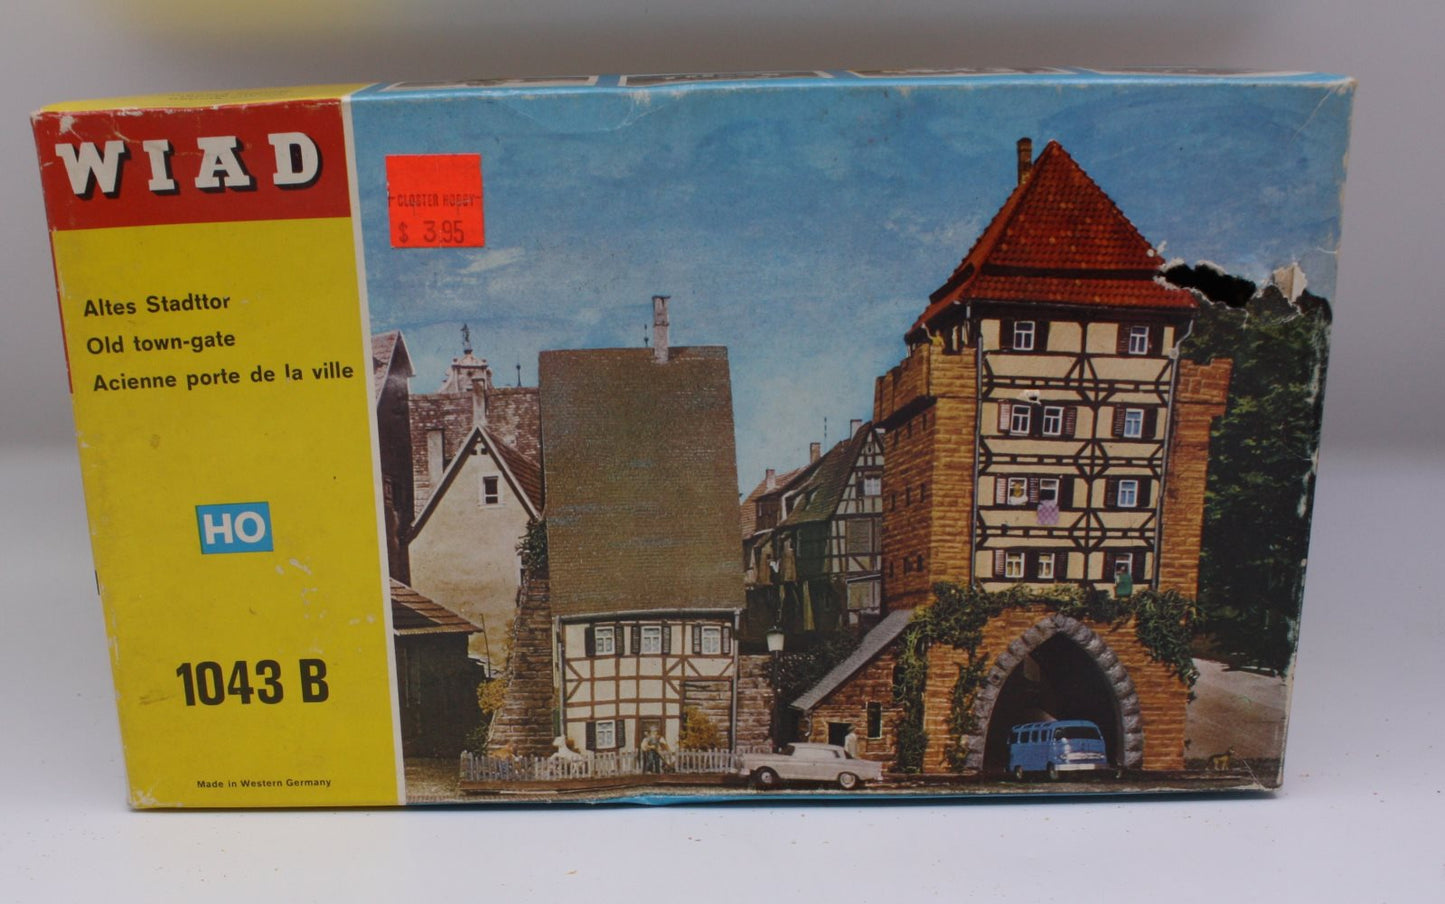 WIAD
CLOSTER HOBBY
$ 3.95
Altes Stadttor
Old town-gate
Acienne porte de la ville
HO
1043 B
Made in Western Germany